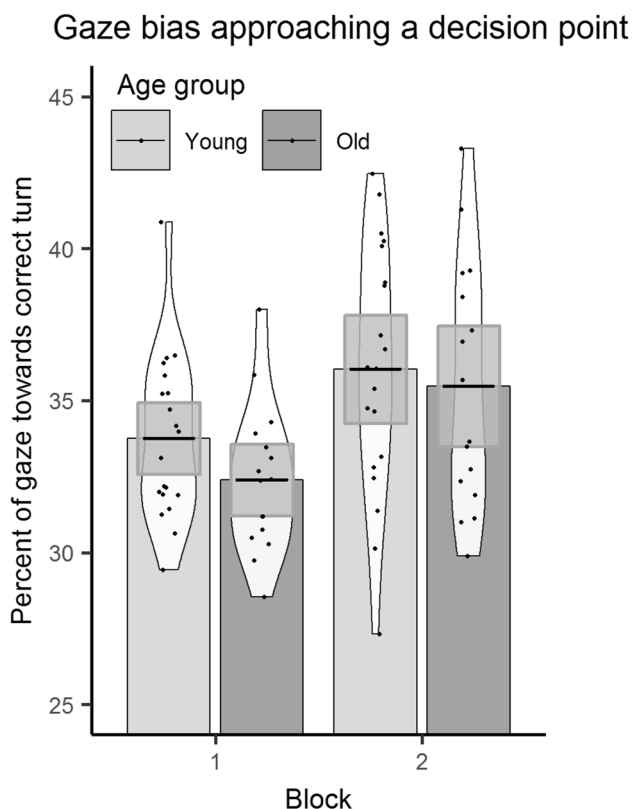 Gaze bias approaching a decision point
Percent of gaze towards correct turn
Age group
Young Old
45
40
35
30
25
1 2
Block